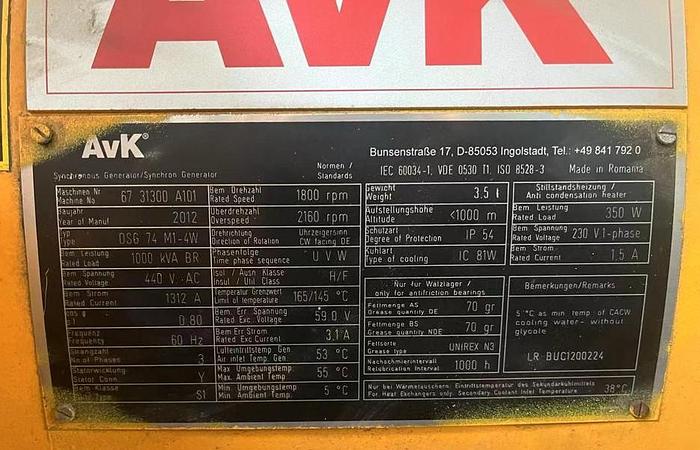 AVK
AvK®
Bunsenstraße 17, D-85053 Ingolstadt, Tel.: +49 841 792 0
Synchronous Generator/Synchron Generator
Normen / Standards
IEC 60034-1, VDE 0530 T1, ISO 8528-3
Made in Romania
Maschinen Nr
Machine No
67 31300 A101
Baujahr
Year of Manuf
2012
Typ
Type
DSG 74 M1-4W
Bem. Leistung
Rated Load
1000 kVA BR
Bem. Spannung
Rated Voltage
440 V -AC
Bem. Strom
Rated Current
1312 A
cos φ
0.80
Frequenz
Frequency
60 Hz
Strangzahl
No of Phases
3
Statorwicklung
Stator Conn.
Y
Bem Klasse
Type
S1
Bem. Drehzahl
Rated Speed
1800 rpm
Überdrehzahl
Overspeed
2160 rpm
Drehrichtung
Direction of Rotation
Uhrzeigersinn
CW facing DE
Phasenfolge
Time phase sequence
U V W
Isol / Ausn Klasse
Insul / Util Class
H/F
Temperatur Grenzwert
Limit of temperature
165/145 °C
Bem. Err Spannung
Rated Exc. Voltage
59.0 V
Bem Err Strom
Rated Exc Current
3.1 A
Lufteintrittstemp Gen
Air inlet Temp. Gen
53 °C
Max Umgebungstemp
Max. Ambient Temp
55 °C
Min. Umgebungstemp.
Min. Ambient Temp.
5 °C
Gewicht
Weight
3.5 t
Aufstellungshöhe
Altitude
<1000 m
Schutzart
Degree of Protection
IP 54
Kühlart
Type of cooling
IC 81W
Nur für Wälzlager /
only for antifriction bearings
Fettmenge AS
Grease quantity DE
70 gr
Fettmenge BS
Grease quantity NDE
70 gr
Fettsorte
Grease type
UNIREX N3
Nachschmierintervall
Relubrication Interval
1000 h
Stillstandsheizung /
Anti condensation heater
Bem. Leistung
Rated Load
350 W
Bem. Spannung
Rated Voltage
230 V 1-phase
Bem. Strom
Rated Current
1.5 A
Bemerkungen/Remarks
5 °C as min temp of CACW
cooling water- without
glycole
LR BUC1200224
Nur bei Wärmetauschern: Eintrittstemperatur des Sekundärkühlmittels
For Heat Exchangers only: Secondary Coolant Inlet Temperature
38°C